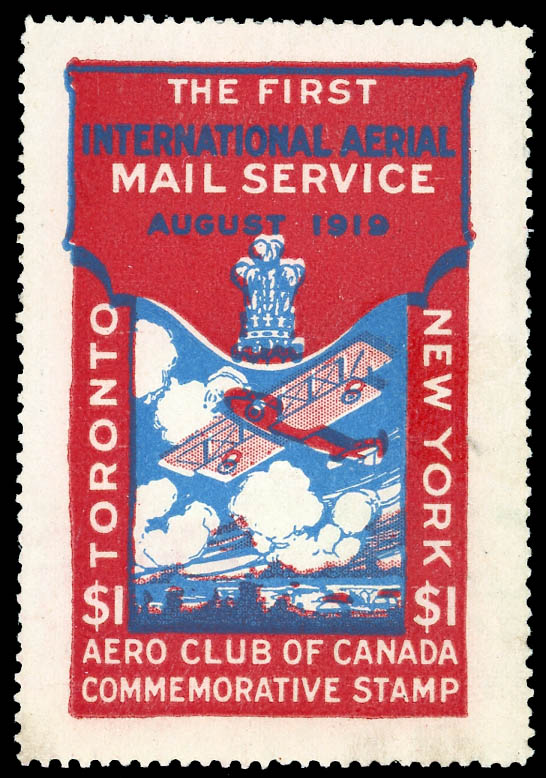 THE FIRST
INTERNATIONAL AERIAL
MAIL SERVICE
AUGUST 1919
TORONTO
NEW YORK
$1
$1
AERO CLUB OF CANADA
COMMEMORATIVE STAMP